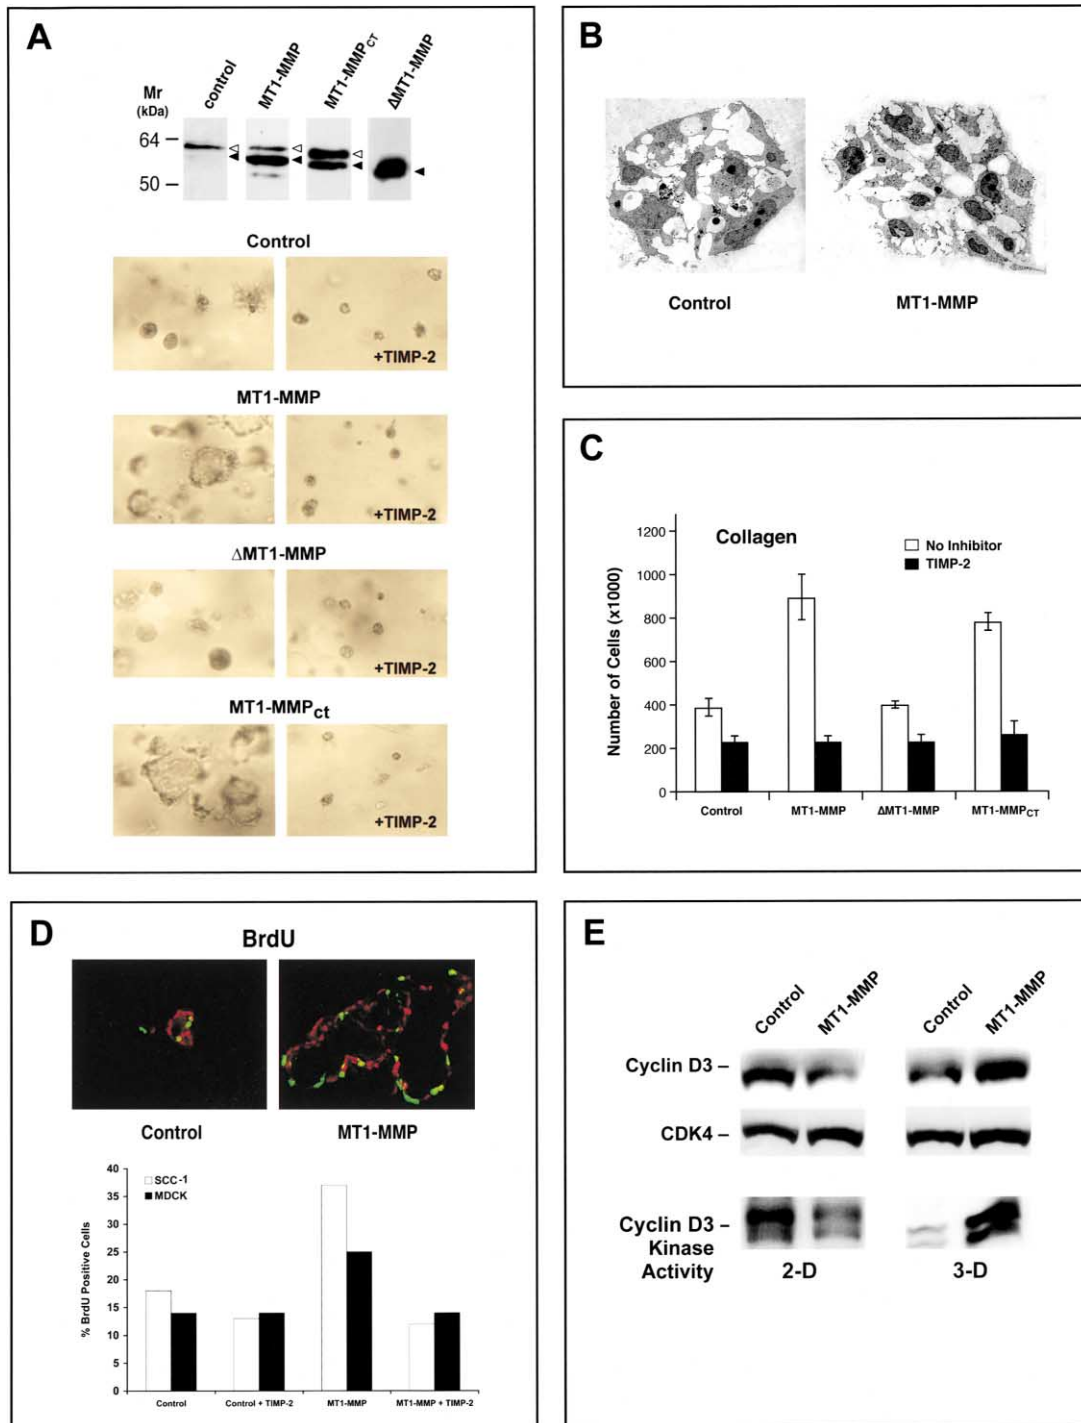 A
control
MT1-MMP
MT1-MMPCT
ΔMT1-MMP
Mr
(kDa)
64
50
Control
+TIMP-2
MT1-MMP
+TIMP-2
ΔMT1-MMP
+TIMP-2
MT1-MMPct
+TIMP-2
B
Control
MT1-MMP
C
Collagen
No Inhibitor
TIMP-2
Number of Cells (x1000)
1200
1000
800
600
400
200
0
Control
MT1-MMP
ΔMT1-MMP
MT1-MMPCT
D
BrdU
Control
MT1-MMP
SCC-1
MDCK
% BrdU Positive Cells
40
35
30
25
20
15
10
5
0
Control
Control + TIMP-2
MT1-MMP
MT1-MMP + TIMP-2
E
Control
MT1-MMP
Control
MT1-MMP
Cyclin D3 –
CDK4 –
Cyclin D3 –
Kinase
Activity
2-D
3-D